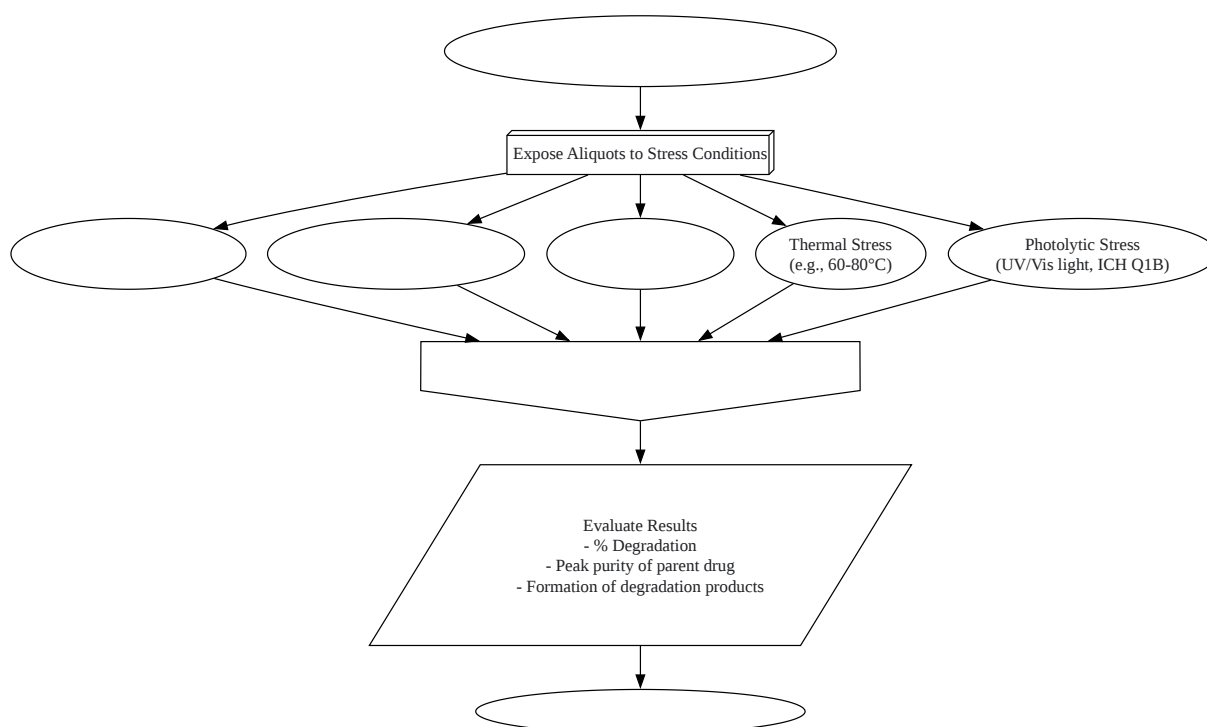 Expose Aliquots to Stress Conditions
Thermal Stress
(e.g., 60-80°C)
Photolytic Stress
(UV/Vis light, ICH Q1B)
Evaluate Results
- % Degradation
- Peak purity of parent drug
- Formation of degradation products